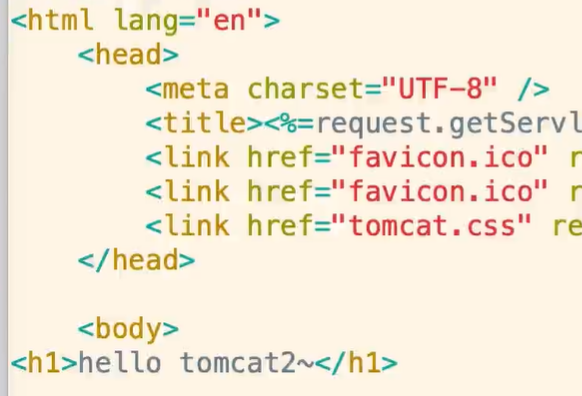 <html lang="en">
<head>
<meta charset="UTF-8" />
<title><%=request.getServl
<link href="favicon.ico" r
<link href="favicon.ico" r
<link href="tomcat.css" re
</head>
<body>
<h1>hello tomcat2~</h1>